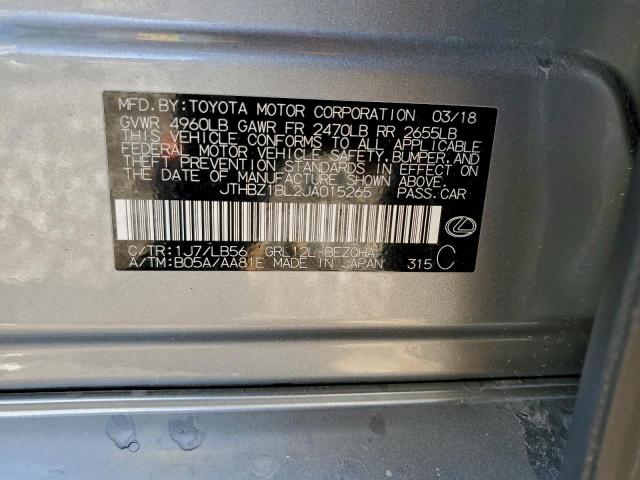 MFD.BY:TOYOTA MOTOR CORPORATION 03/18
GVWR 4960LB GAWR FR 2470LB RR 2655LB
THIS VEHICLE CONFORMS TO ALL APPLICABLE
FEDERAL MOTOR VEHICLE SAFETY,BUMPER,AND
THEFT PREVENTION STANDARDS IN EFFECT ON
THE DATE OF MANUFACTURE SHOWN ABOVE.
JTHBZ1BL2JA015265 PASS.CAR
C/TR:1J7/LB56 GRL12L-BEZQHA
A/TM:B05A/AA81E MADE IN JAPAN 315 C